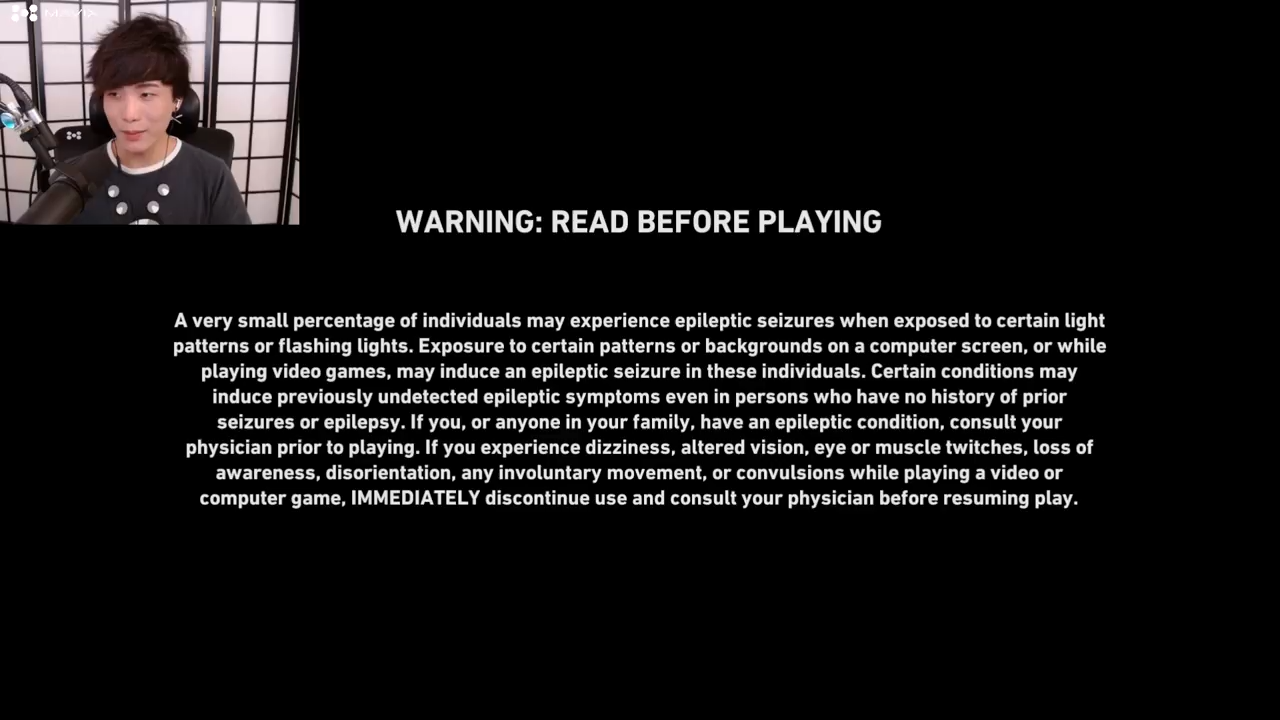 MAVIX
WARNING: READ BEFORE PLAYING
A very small percentage of individuals may experience epileptic seizures when exposed to certain light
patterns or flashing lights. Exposure to certain patterns or backgrounds on a computer screen, or while
playing video games, may induce an epileptic seizure in these individuals. Certain conditions may
induce previously undetected epileptic symptoms even in persons who have no history of prior
seizures or epilepsy. If you, or anyone in your family, have an epileptic condition, consult your
physician prior to playing. If you experience dizziness, altered vision, eye or muscle twitches, loss of
awareness, disorientation, any involuntary movement, or convulsions while playing a video or
computer game, IMMEDIATELY discontinue use and consult your physician before resuming play.